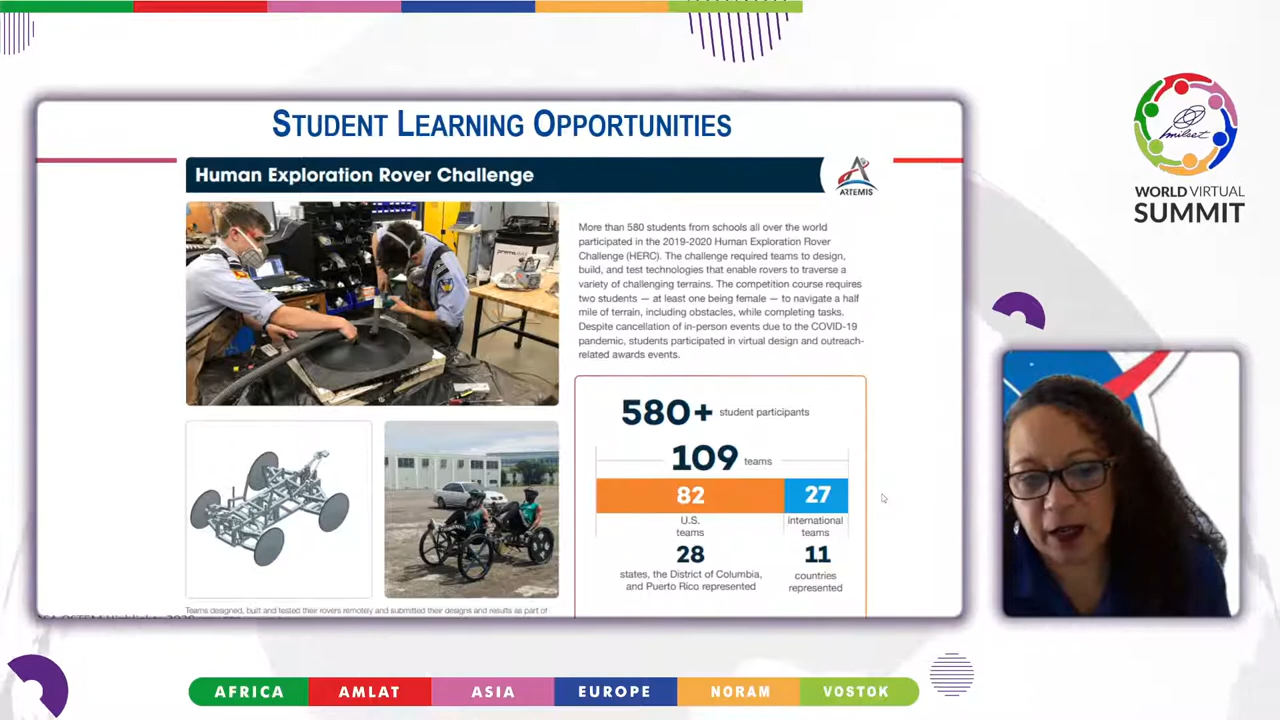 STUDENT LEARNING OPPORTUNITIES
Human Exploration Rover Challenge
ARTEMIS
More than 580 students from schools all over the world
participated in the 2019-2020 Human Exploration Rover
Challenge (HERC). The challenge required teams to design,
build, and test technologies that enable rovers to traverse a
variety of challenging terrains. The competition course requires
two students — at least one being female — to navigate a half
mile of terrain, including obstacles, while completing tasks.
Despite cancellation of in-person events due to the COVID-19
pandemic, students participated in virtual design and outreach-
related awards events.
580+ student participants
109 teams
82 27
U.S. international
teams teams
28 11
states, the District of Columbia, countries
and Puerto Rico represented represented
Teams designed, built and tested their rovers remotely and submitted their designs and results as part of
milset
WORLD VIRTUAL
SUMMIT
AFRICA AMLAT ASIA EUROPE NORAM VOSTOK